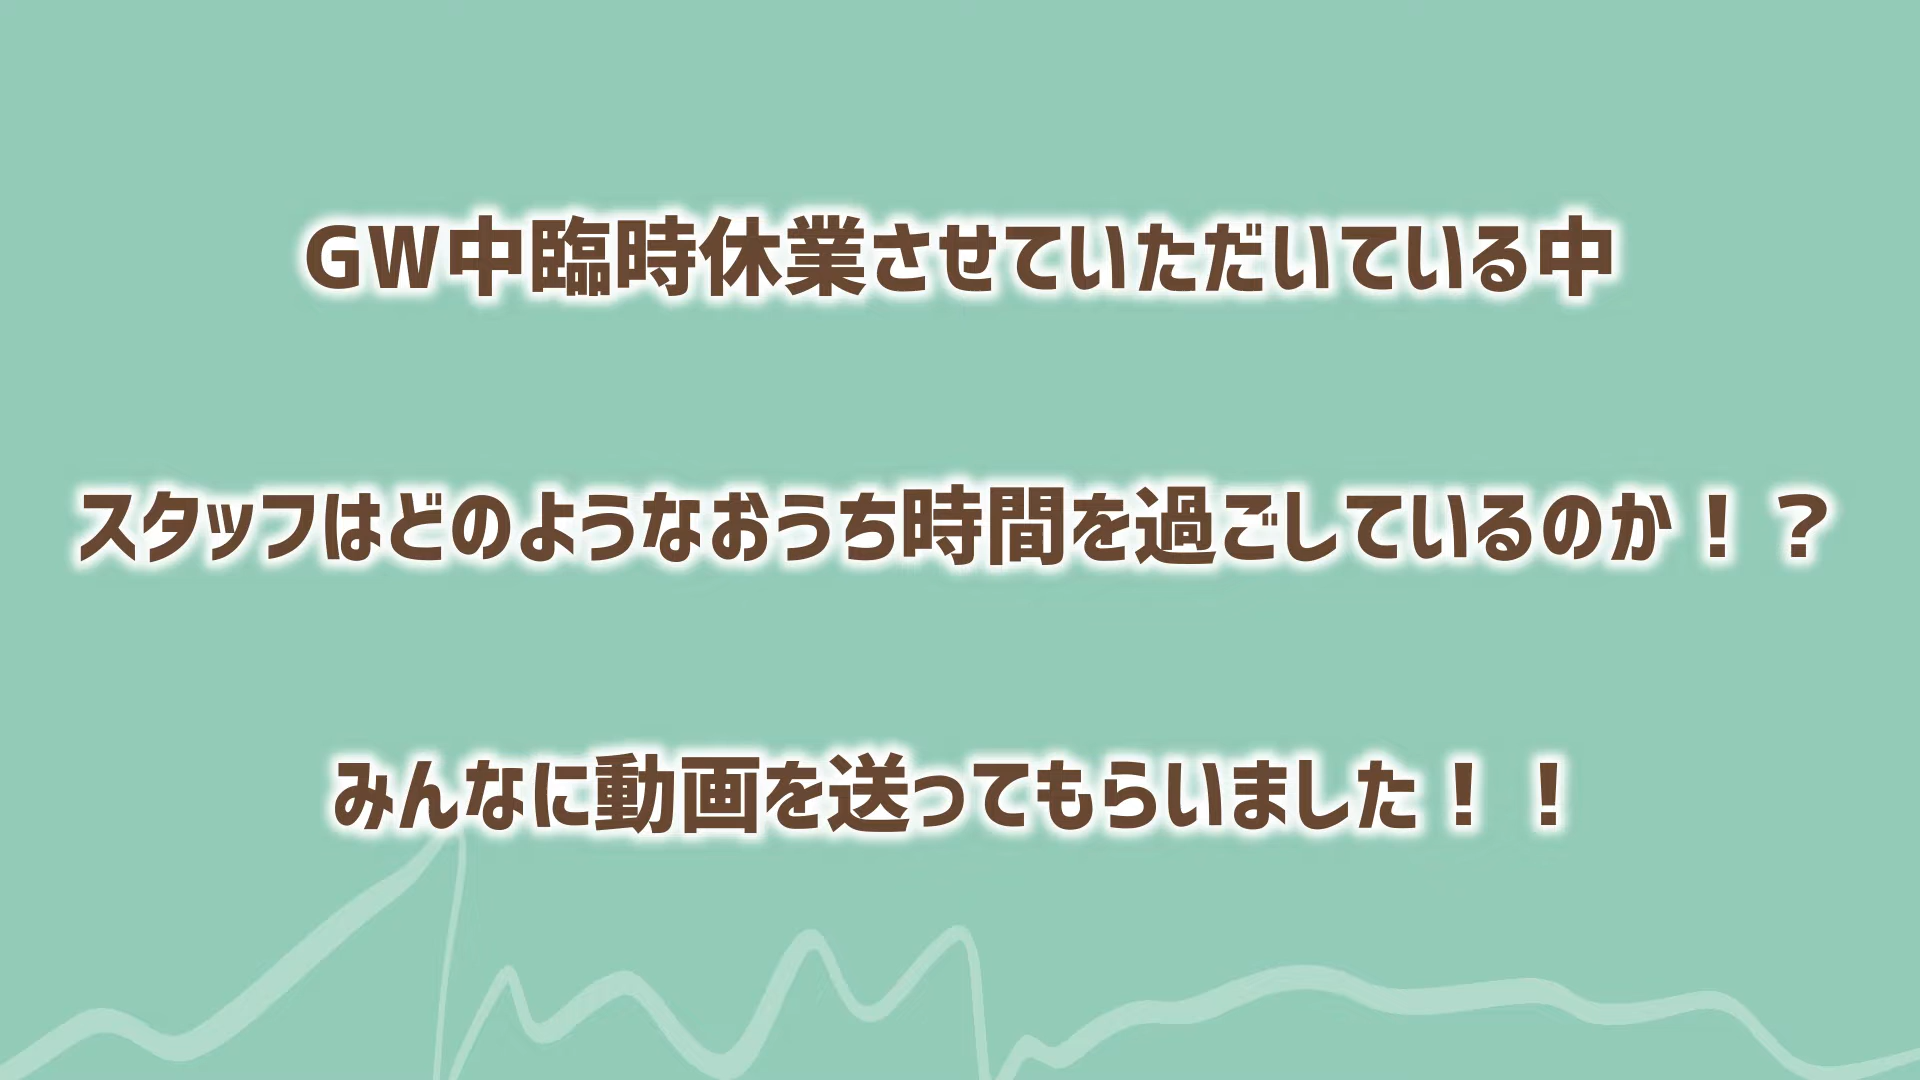 GW中臨時休業させていただいている中
スタッフはどのようなおうち時間を過ごしているのか！？
みんなに動画を送ってもらいました！！